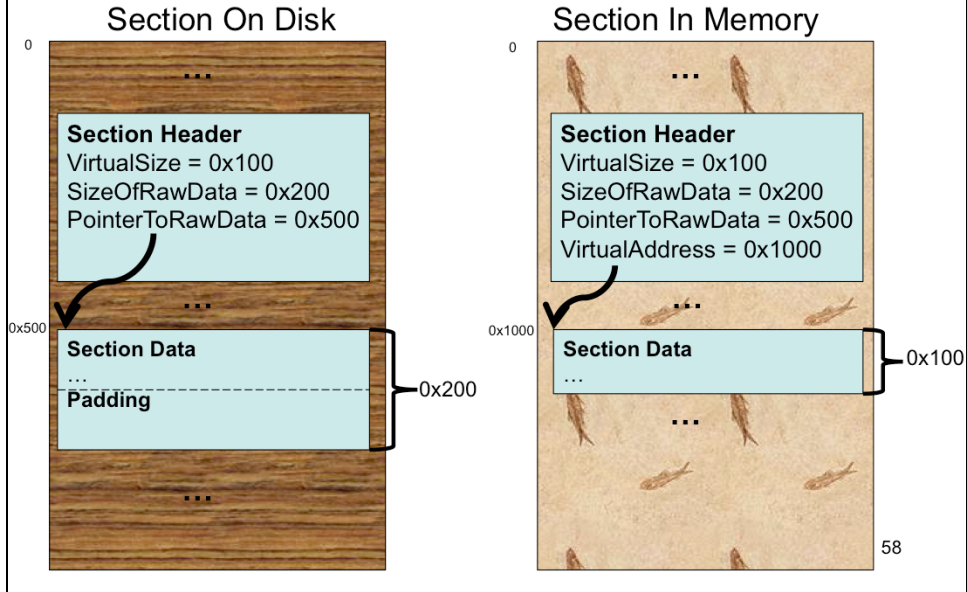 Section On Disk
0
...
Section Header
VirtualSize = 0x100
SizeOfRawData = 0x200
PointerToRawData = 0x500
...
0x500
Section Data
...
Padding
0x200
...
Section In Memory
0
...
Section Header
VirtualSize = 0x100
SizeOfRawData = 0x200
PointerToRawData = 0x500
VirtualAddress = 0x1000
...
0x1000
Section Data
...
0x100
...
58